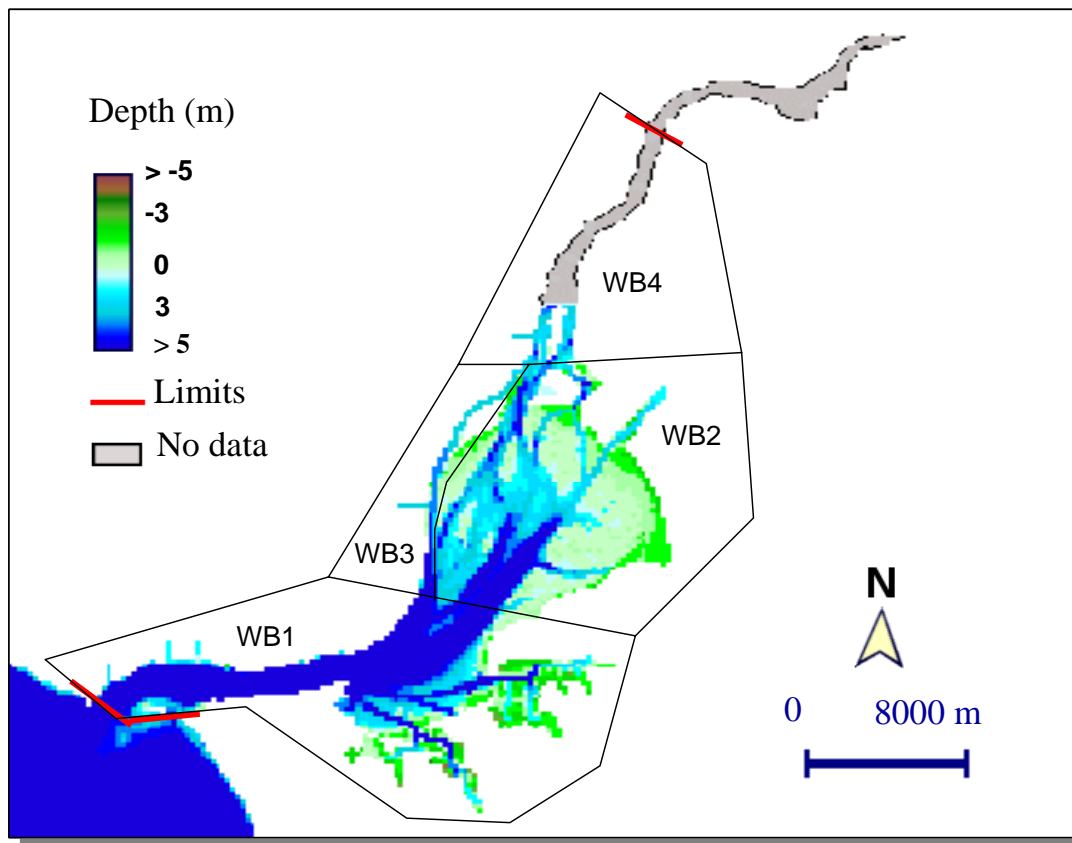 Depth (m)
> -5
-3
0
3
> 5
Limits
No data
WB4
WB2
WB3
WB1
N
0 8000 m